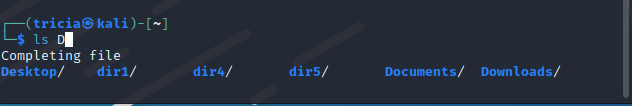 ┌──(tricia㉿kali)-[~]
└─$ ls D
Completing file
Desktop/ dir1/ dir4/ dir5/ Documents/ Downloads/